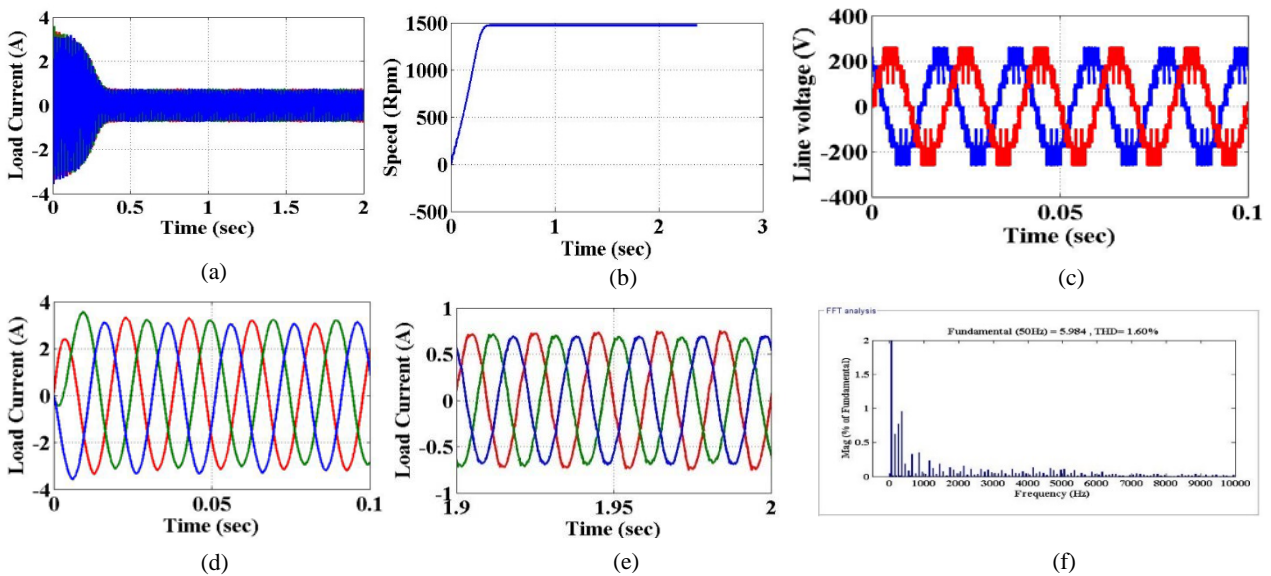 4
2
0
-2
-4
Load Current (A)
0
0.5
1
1.5
2
Time (sec)
(a)
1500
1000
500
0
-500
Speed (Rpm)
0
1
2
3
Time (sec)
(b)
400
200
0
-200
-400
Line voltage (V)
0
0.05
0.1
Time (sec)
(c)
4
2
0
-2
-4
Load Current (A)
0
0.05
0.1
Time (sec)
(d)
1
0.5
0
-0.5
-1
Load Current (A)
1.9
1.95
2
Time (sec)
(e)
FFT analysis
Fundamental (50Hz) = 5.984 , THD= 1.60%
2
1.5
1
0.5
0
Mag (% of Fundamental)
0 1000 2000 3000 4000 5000 6000 7000 8000 9000 10000
Frequency (Hz)
(f)